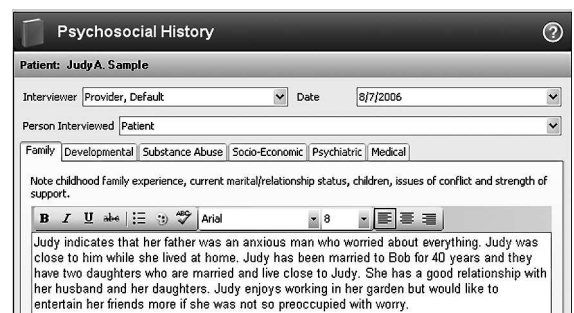 Psychosocial History
?
Patient: Judy A. Sample
Interviewer Provider, Default Date 8/7/2006
Person Interviewed Patient
Family Developmental Substance Abuse Socio-Economic Psychiatric Medical
Note childhood family experience, current marital/relationship status, children, issues of conflict and strength of
support.
B I U abc ABC Arial 8
Judy indicates that her father was an anxious man who worried about everything. Judy was
close to him while she lived at home. Judy has been married to Bob for 40 years and they
have two daughters who are married and live close to Judy. She has a good relationship with
her husband and her daughters. Judy enjoys working in her garden but would like to
entertain her friends more if she was not so preoccupied with worry.